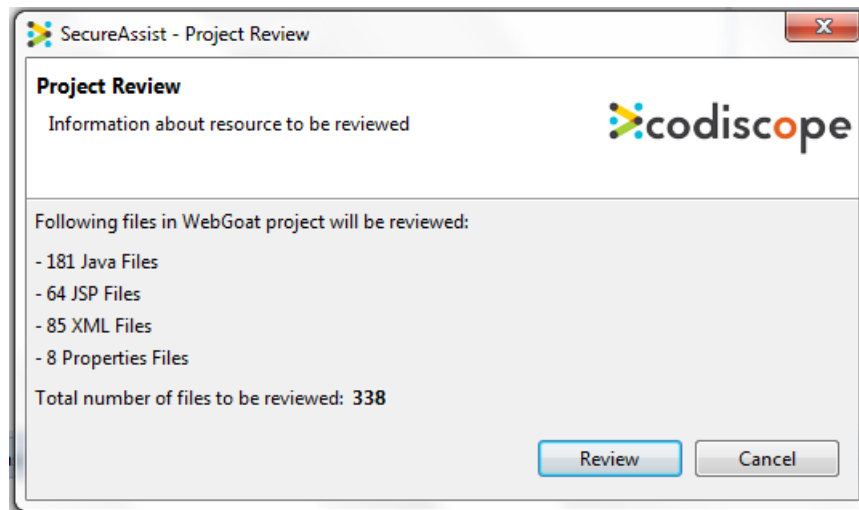 SecureAssist - Project Review
Project Review
Information about resource to be reviewed
codiscope
Following files in WebGoat project will be reviewed:
- 181 Java Files
- 64 JSP Files
- 85 XML Files
- 8 Properties Files
Total number of files to be reviewed: 338
Review Cancel